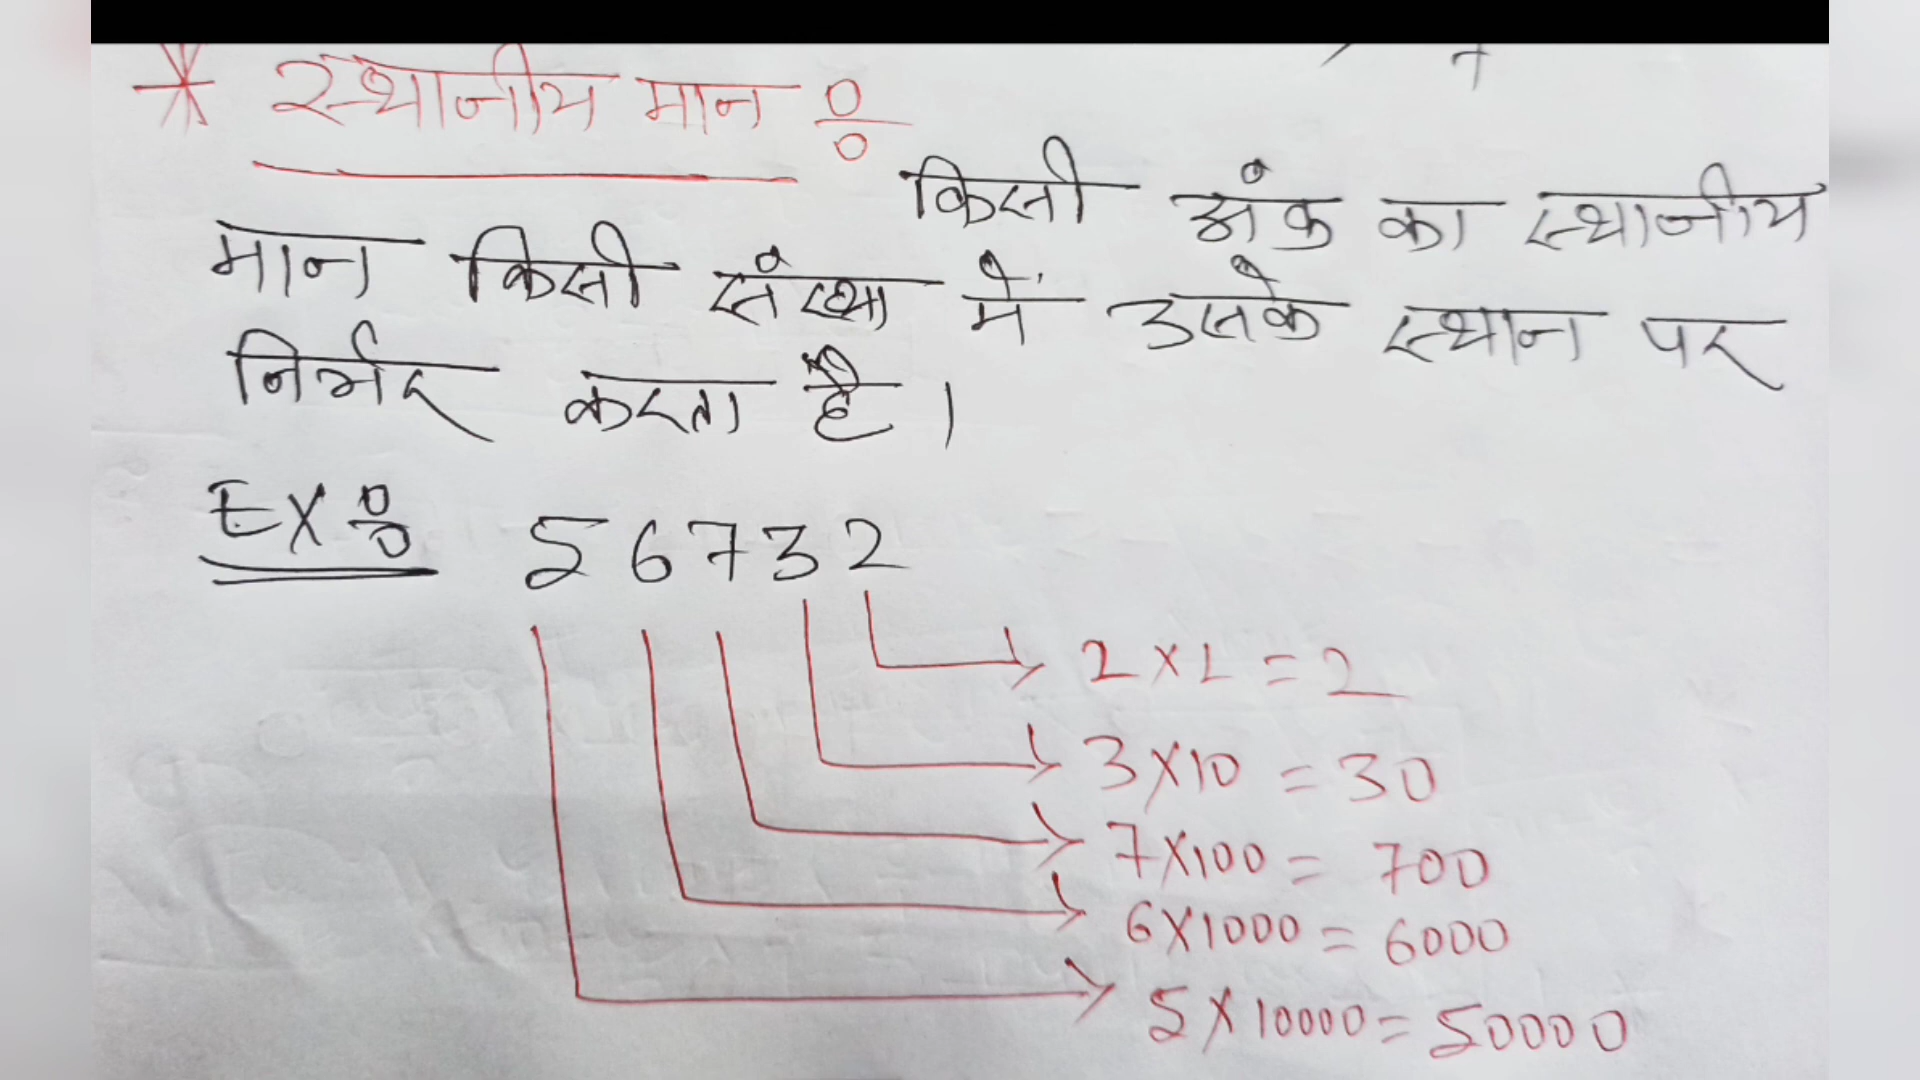 * स्थानीय मान ÷
किसी अंक का स्थानीय
मान किसी संख्या में उसके स्थान पर
निर्भर करता है।
EX ÷ 56732
2 × 1 = 2
3 × 10 = 30
7 × 100 = 700
6 × 1000 = 6000
5 × 10000 = 50000